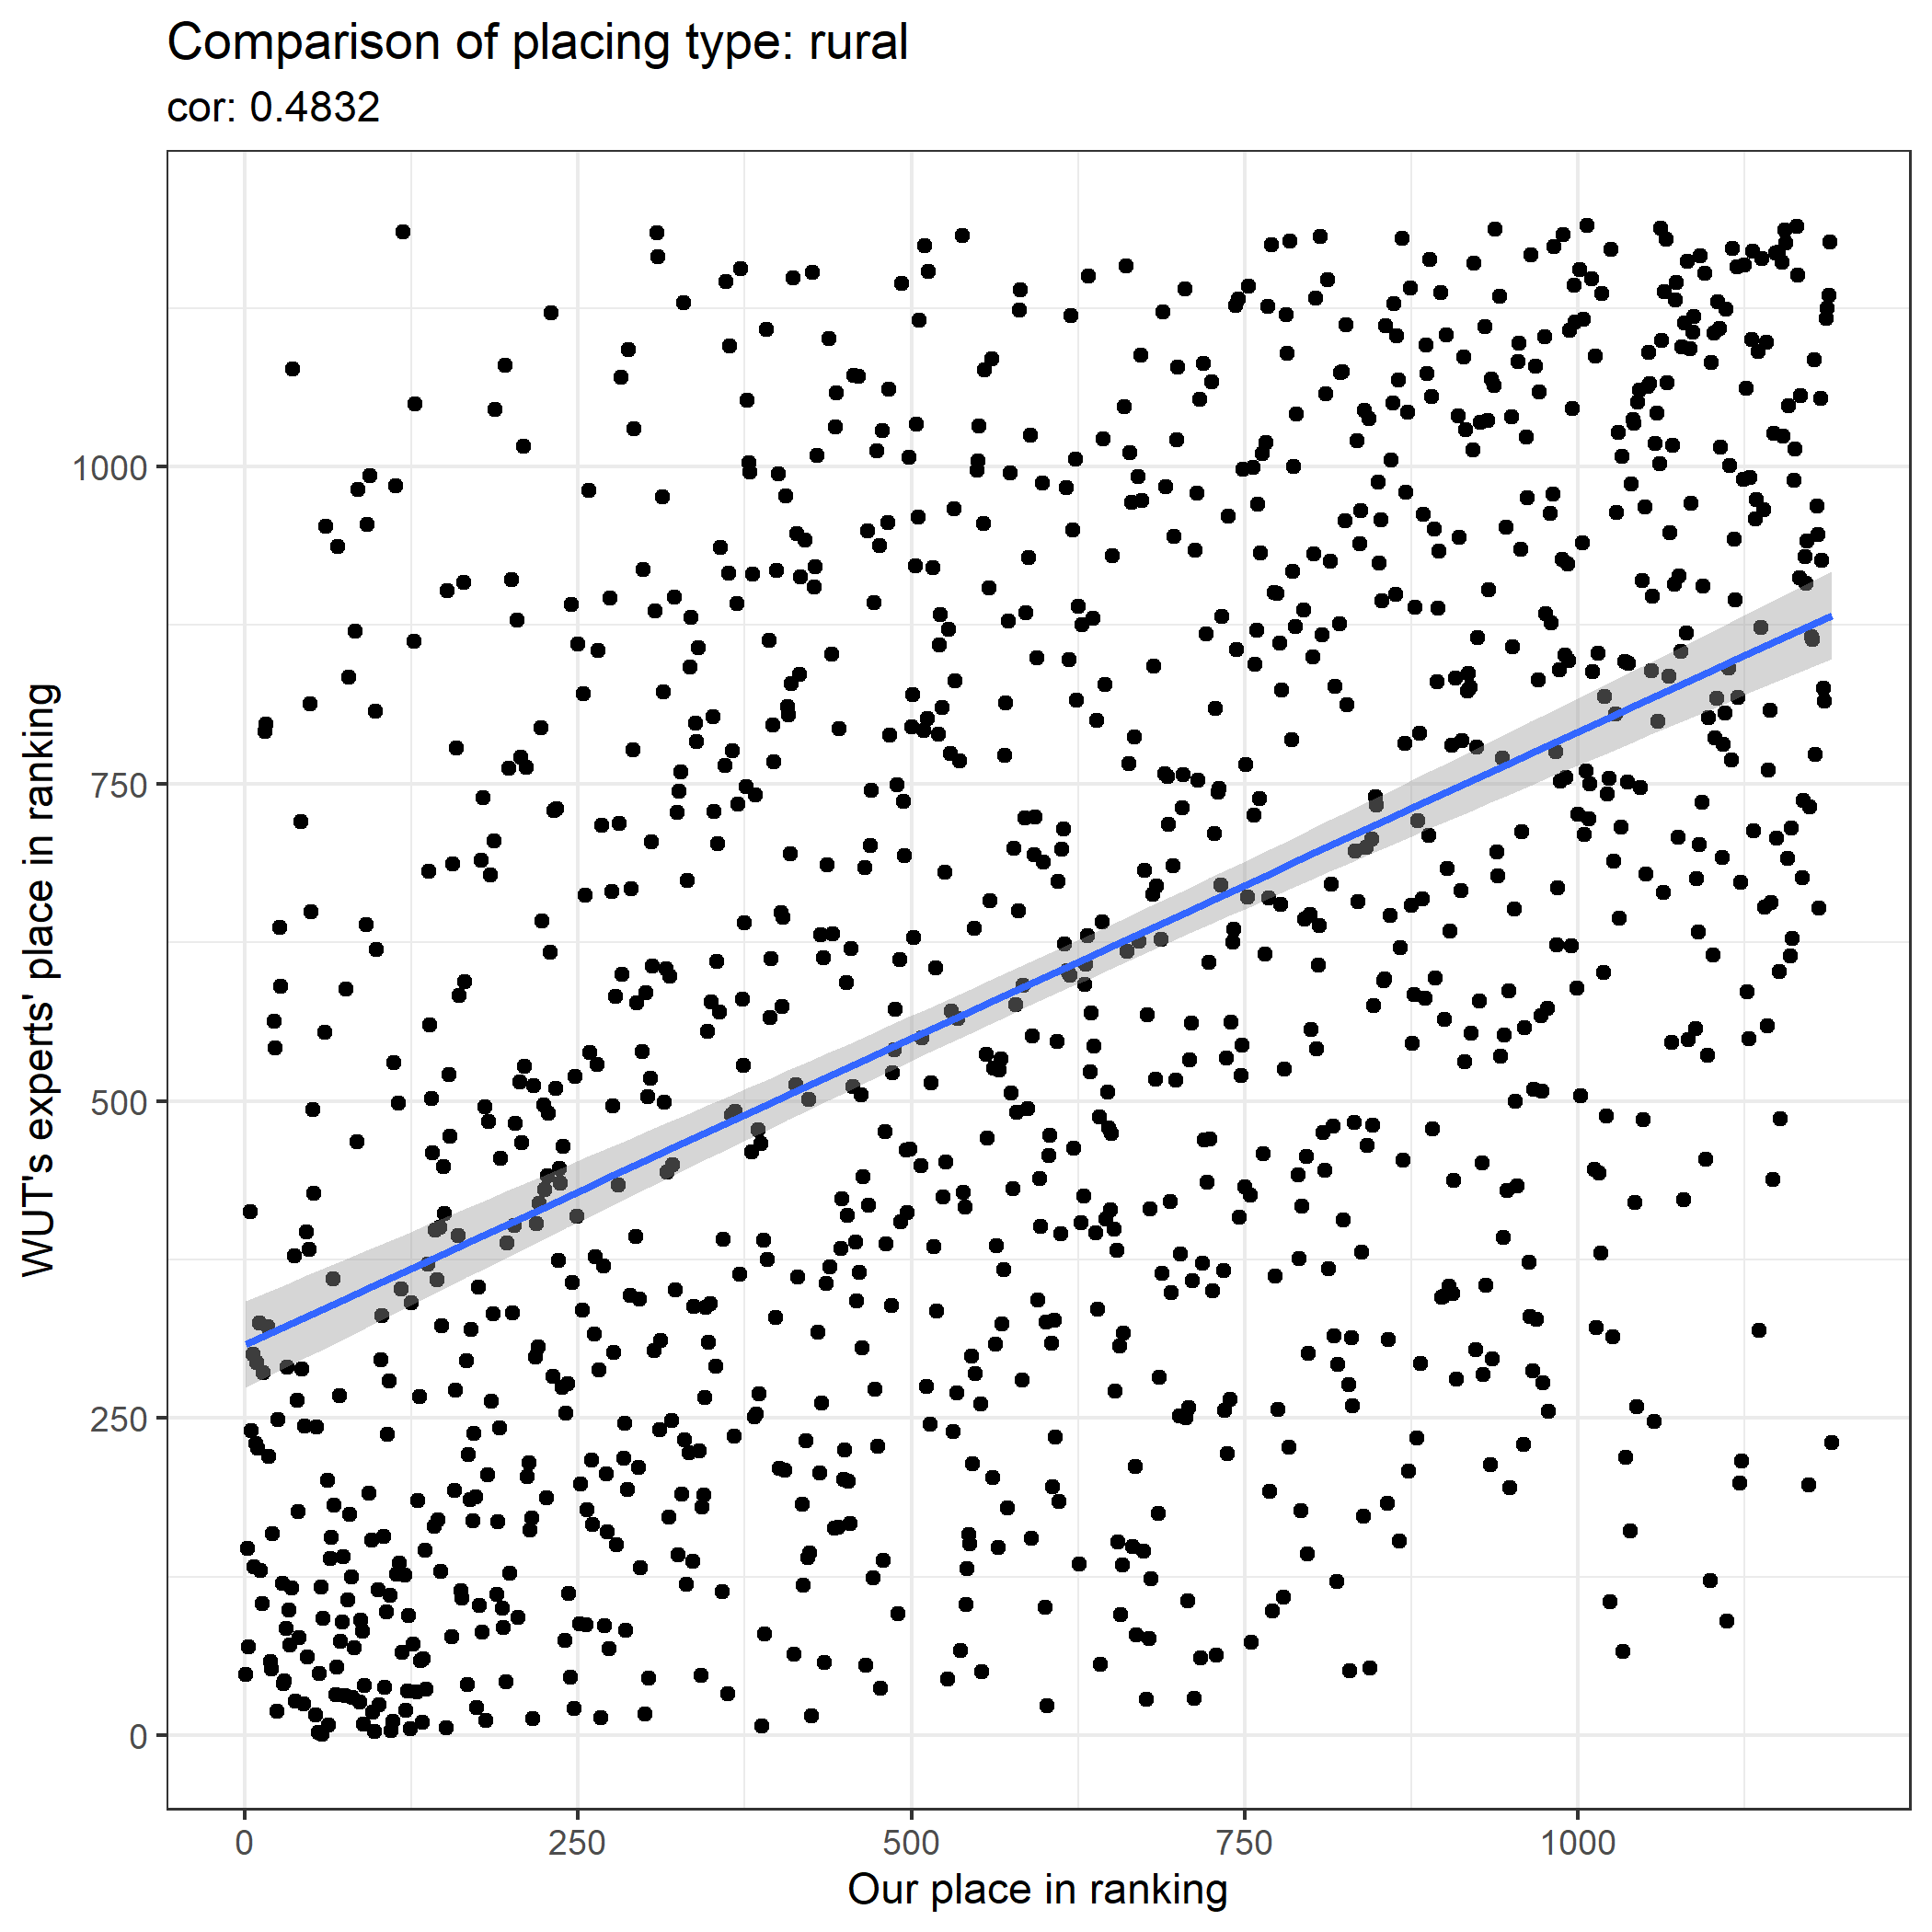 Comparison of placing type: rural
cor: 0.4832
WUT's experts' place in ranking
1000
750
500
250
0
0 250 500 750 1000
Our place in ranking